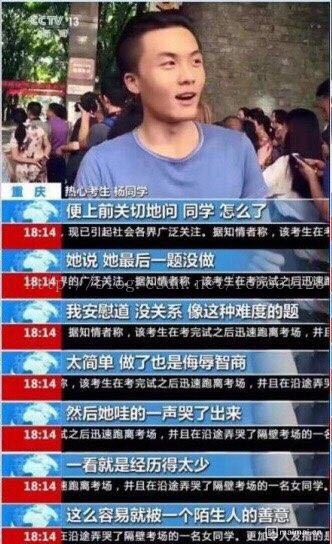 CCTV 13
新闻
重庆
热心考生 杨同学
便上前关切地问 同学 怎么了
18:14 ，现已引起社会各界广泛关注。据知情者称，该考生在考
她说 她最后一题没做
18:14 界的广泛关注。据知情者称，该考生在考完试之后迅速
我安慰道 没关系 像这种难度的题
18:14 据知情者称，该考生在考完试之后迅速跑离考场，
太简单 做了也是侮辱智商
18:14 ，该考生在考完试之后迅速跑离考场，并且在沿途
然后她哇的一声哭了出来
18:14 之后迅速跑离考场，并且在沿途弄哭了隔壁考场的
一看就是经历得太少
18:14 跑离考场，并且在沿途弄哭了隔壁考场的一名女同
这么容易就被一个陌生人的善意
18:14 沿途弄哭了隔壁考场的一名女同学。更加令人发指的是
maimai.cn